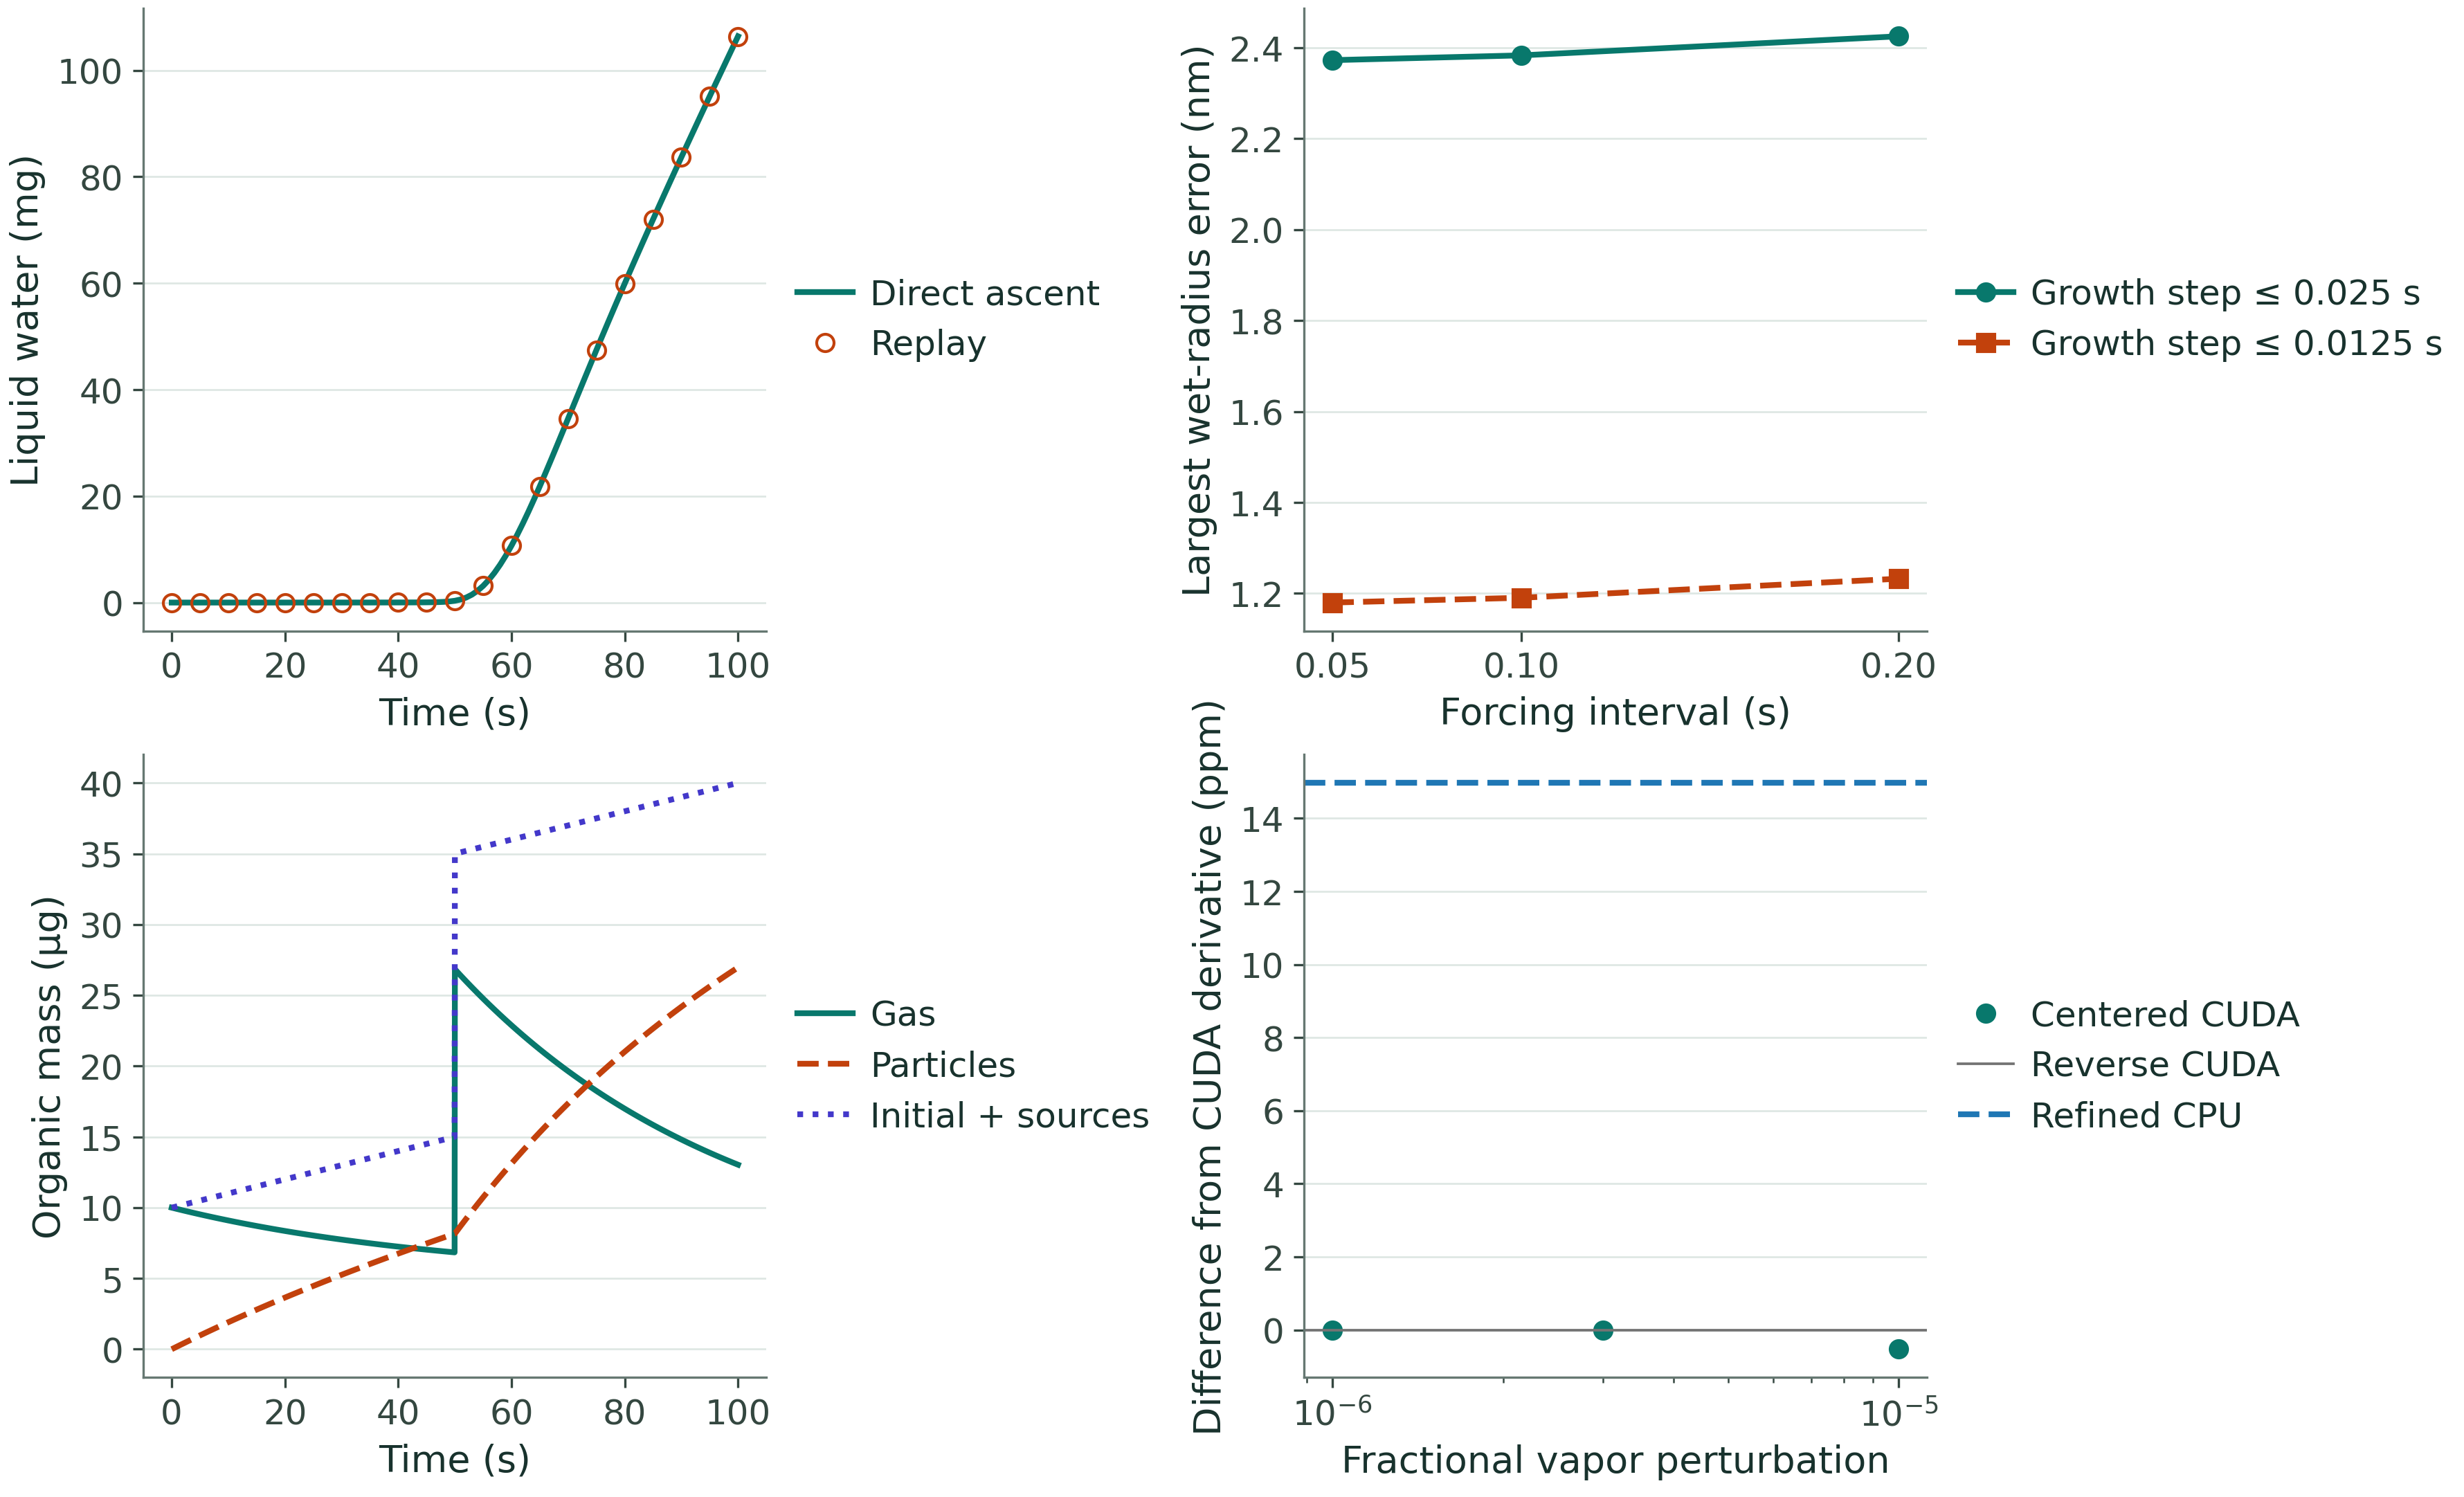 Liquid water (mg)
100
80
60
40
20
0
0 20 40 60 80 100
Time (s)
Direct ascent
Replay
Largest wet-radius error (nm)
2.4
2.2
2.0
1.8
1.6
1.4
1.2
0.05 0.10 0.20
Forcing interval (s)
Growth step ≤ 0.025 s
Growth step ≤ 0.0125 s
Organic mass (µg)
40
35
30
25
20
15
10
5
0
0 20 40 60 80 100
Time (s)
Gas
Particles
Initial + sources
Difference from CUDA derivative (ppm)
14
12
10
8
6
4
2
0
10⁻⁶ 10⁻⁵
Fractional vapor perturbation
Centered CUDA
Reverse CUDA
Refined CPU